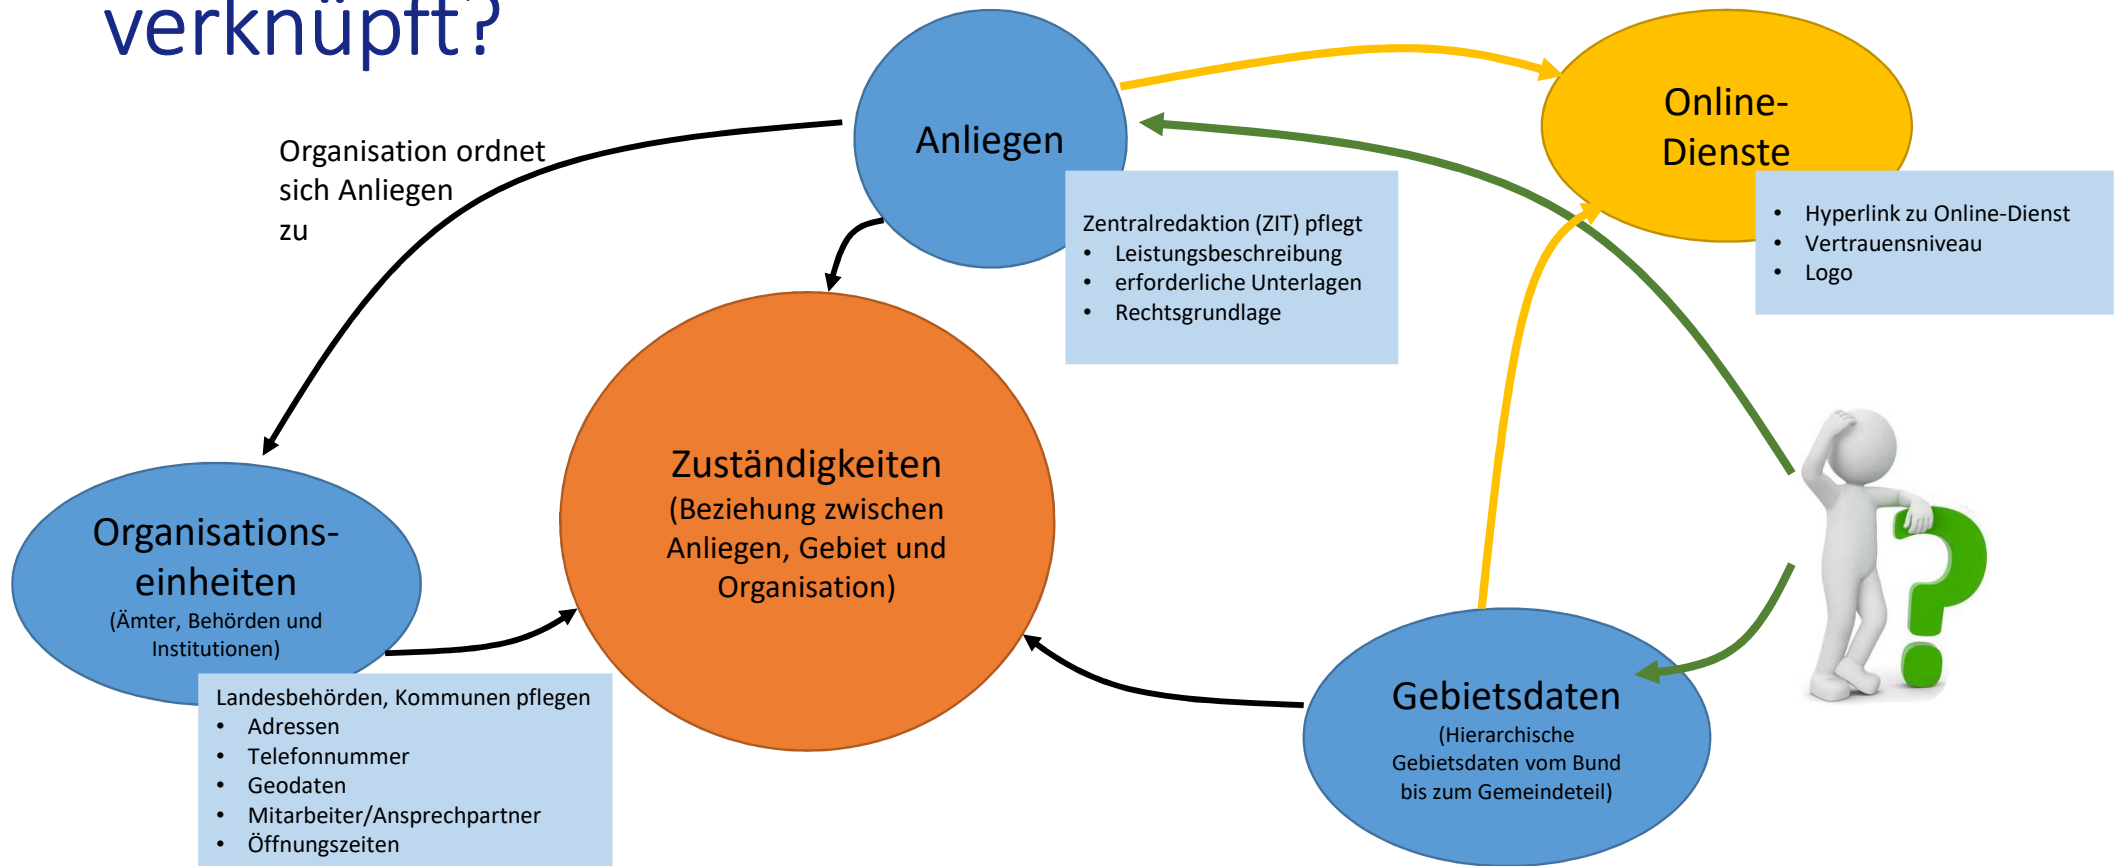 verknüpft?
Organisation ordnet
sich Anliegen
zu
Anliegen
Online-
Dienste
Zentralredaktion (ZIT) pflegt
• Leistungsbeschreibung
• erforderliche Unterlagen
• Rechtsgrundlage
• Hyperlink zu Online-Dienst
• Vertrauensniveau
• Logo
Zuständigkeiten
(Beziehung zwischen
Anliegen, Gebiet und
Organisation)
Organisations-
einheiten
(Ämter, Behörden und
Institutionen)
Landesbehörden, Kommunen pflegen
• Adressen
• Telefonnummer
• Geodaten
• Mitarbeiter/Ansprechpartner
• Öffnungszeiten
Gebietsdaten
(Hierarchische
Gebietsdaten vom Bund
bis zum Gemeindeteil)
?